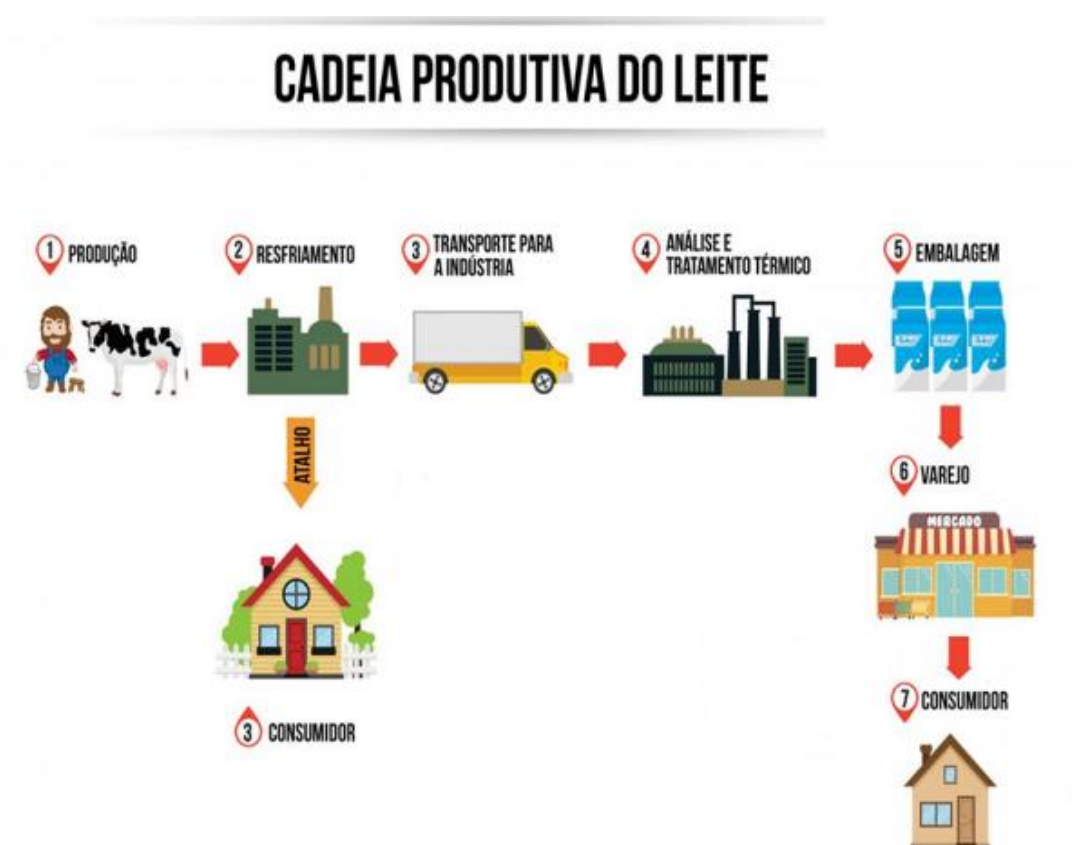 CADEIA PRODUTIVA DO LEITE
1 PRODUÇÃO
2 RESFRIAMENTO
3 TRANSPORTE PARA
A INDÚSTRIA
4 ANÁLISE E
TRATAMENTO TÉRMICO
5 EMBALAGEM
ATALHO
6 VAREJO
MERCADO
3 CONSUMIDOR
7 CONSUMIDOR